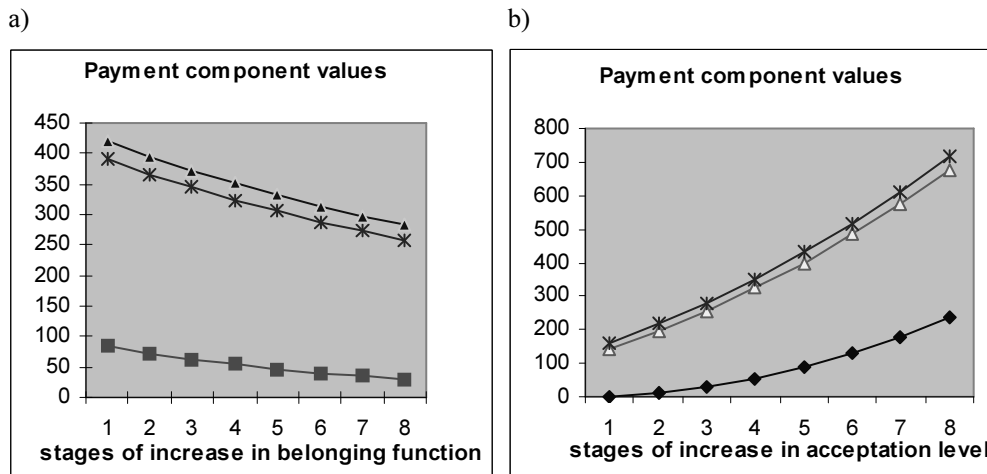 a)
Payment component values
450
400
350
300
250
200
150
100
50
0
1 2 3 4 5 6 7 8
stages of increase in belonging function
b)
Payment component values
800
700
600
500
400
300
200
100
0
1 2 3 4 5 6 7 8
stages of increase in acceptation level